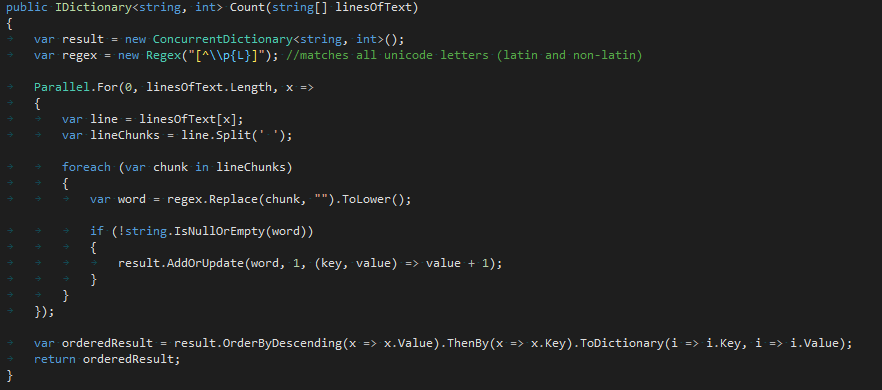 public IDictionary<string, int> Count(string[] linesOfText)
{
var result = new ConcurrentDictionary<string, int>();
var regex = new Regex("[^\\p{L}]"); //matches all unicode letters (latin and non-latin)
Parallel.For(0, linesOfText.Length, x =>
{
var line = linesOfText[x];
var lineChunks = line.Split(' ');
foreach (var chunk in lineChunks)
{
var word = regex.Replace(chunk, "").ToLower();
if (!string.IsNullOrEmpty(word))
{
result.AddOrUpdate(word, 1, (key, value) => value + 1);
}
}
});
var orderedResult = result.OrderByDescending(x => x.Value).ThenBy(x => x.Key).ToDictionary(i => i.Key, i => i.Value);
return orderedResult;
}